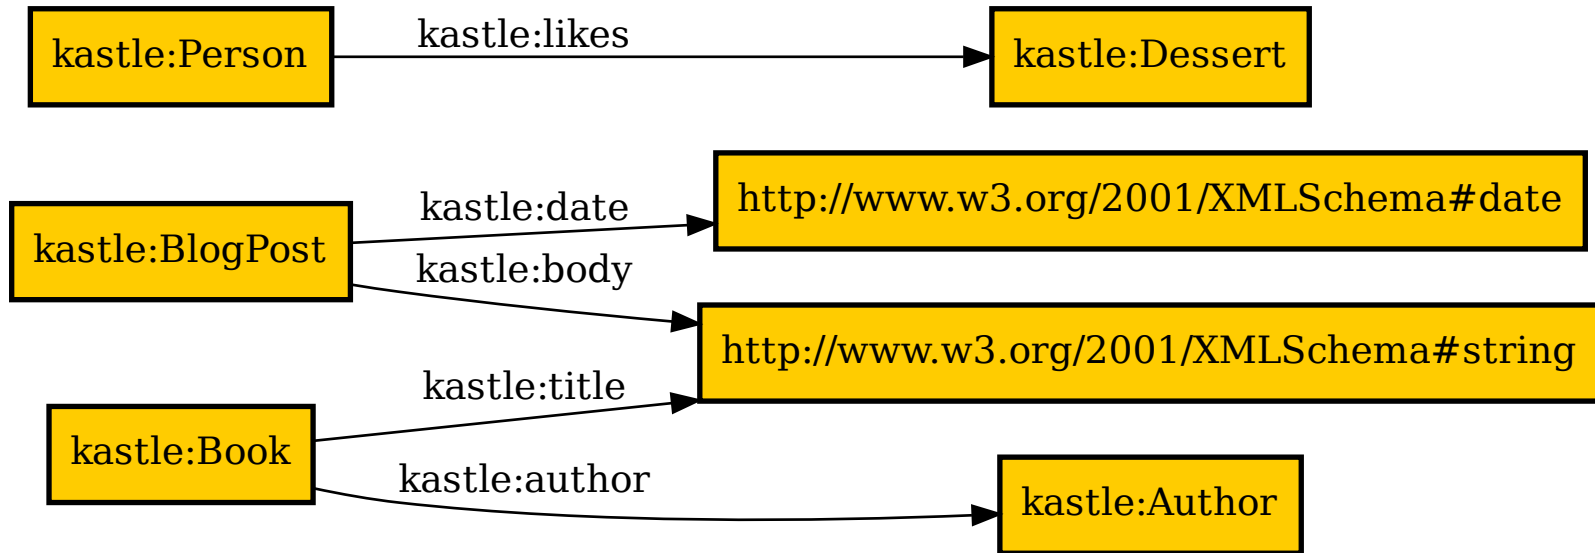 kastle:Person
kastle:likes
kastle:Dessert
kastle:BlogPost
kastle:date
http://www.w3.org/2001/XMLSchema#date
kastle:body
http://www.w3.org/2001/XMLSchema#string
kastle:title
kastle:Book
kastle:author
kastle:Author